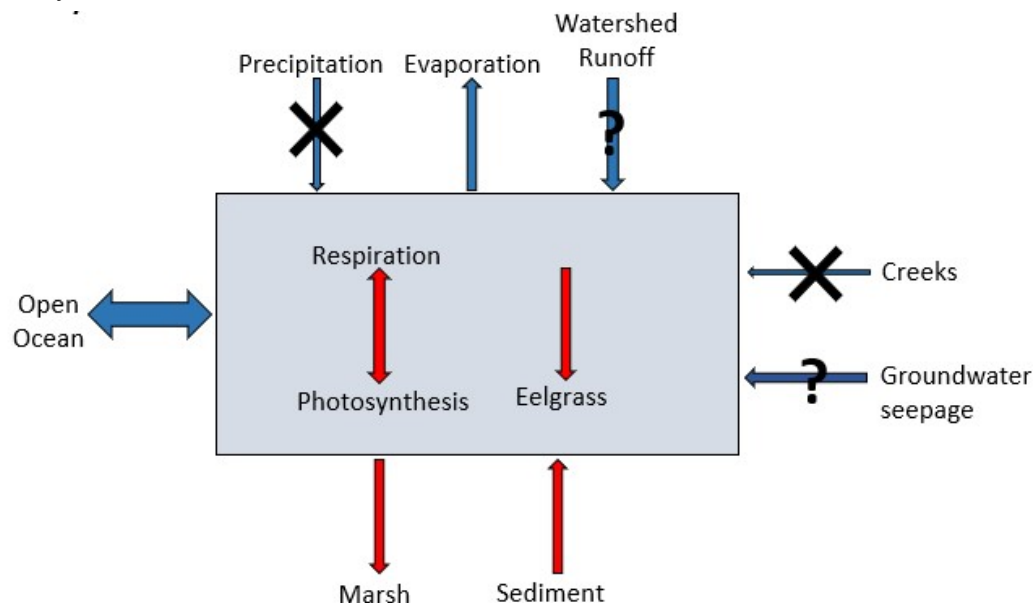 Watershed
Precipitation Evaporation Runoff
?
Respiration
Creeks
Open
Ocean
?
Groundwater
seepage
Photosynthesis Eelgrass
Marsh Sediment